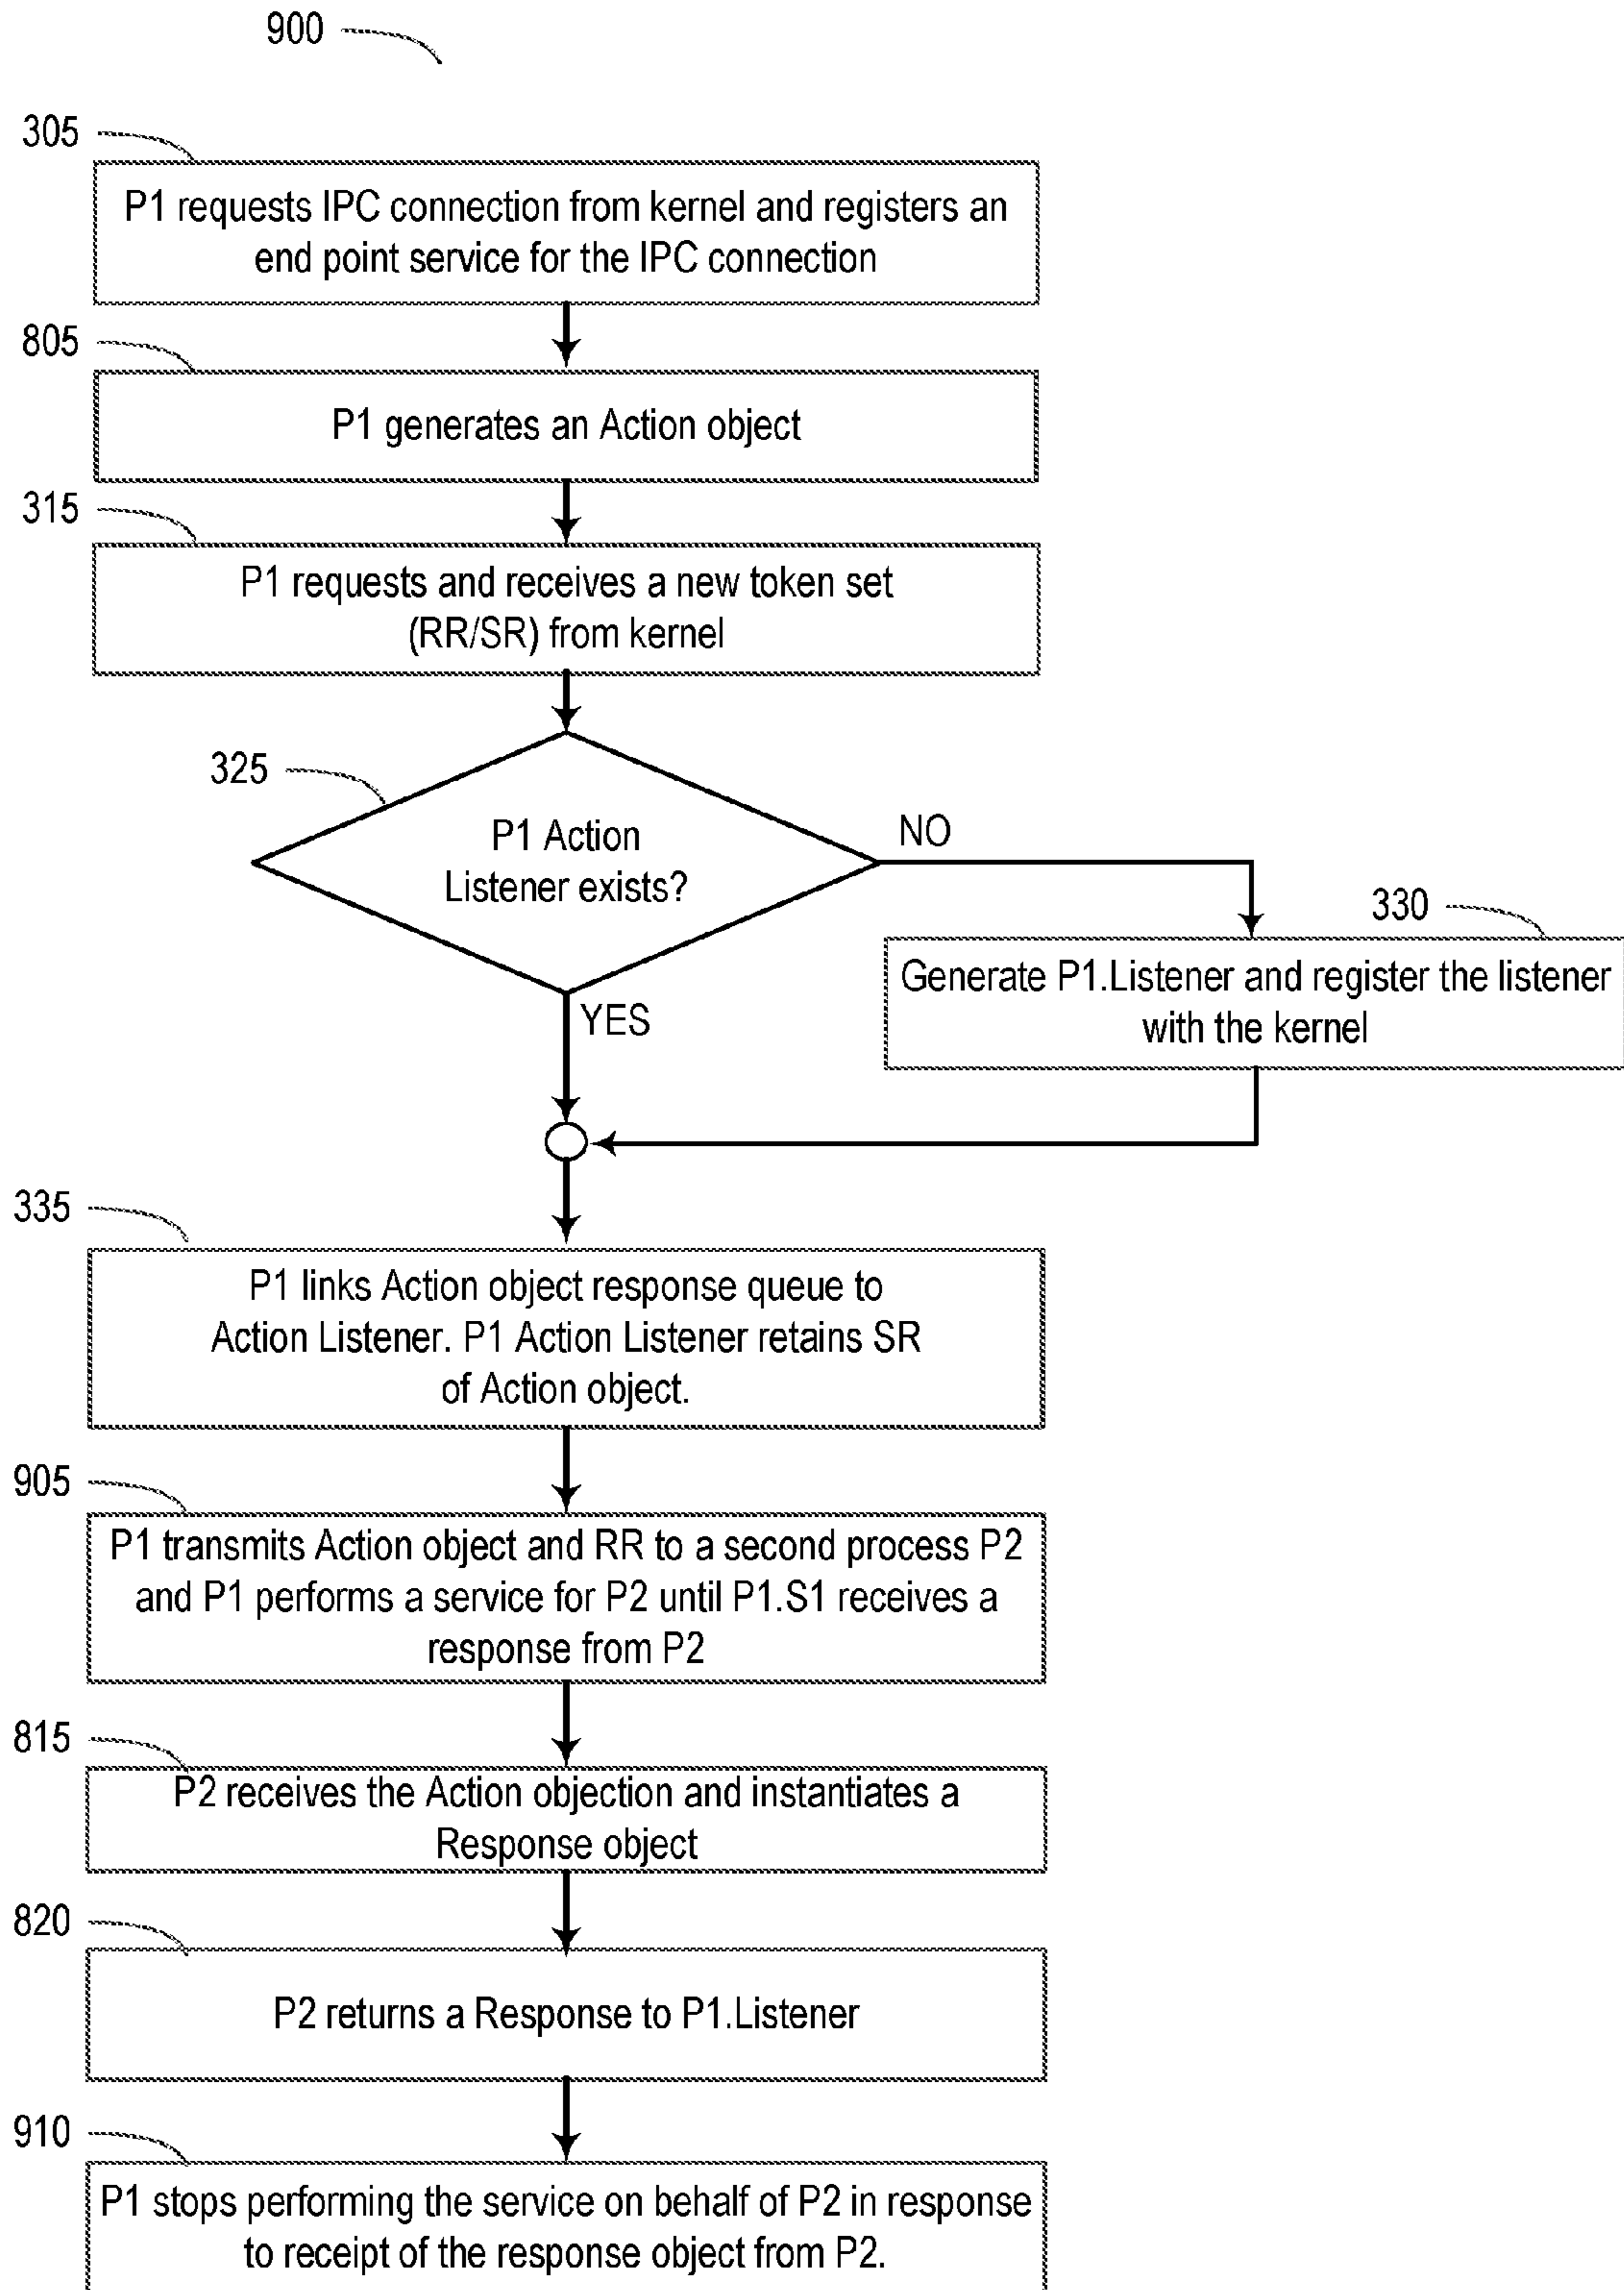 900
305
P1 requests IPC connection from kernel and registers an
end point service for the IPC connection
805
P1 generates an Action object
315
P1 requests and receives a new token set
(RR/SR) from kernel
325
P1 Action
Listener exists?
NO
330
Generate P1.Listener and register the listener
with the kernel
YES
335
P1 links Action object response queue to
Action Listener. P1 Action Listener retains SR
of Action object.
905
P1 transmits Action object and RR to a second process P2
and P1 performs a service for P2 until P1.S1 receives a
response from P2
815
P2 receives the Action objection and instantiates a
Response object
820
P2 returns a Response to P1.Listener
910
P1 stops performing the service on behalf of P2 in response
to receipt of the response object from P2.